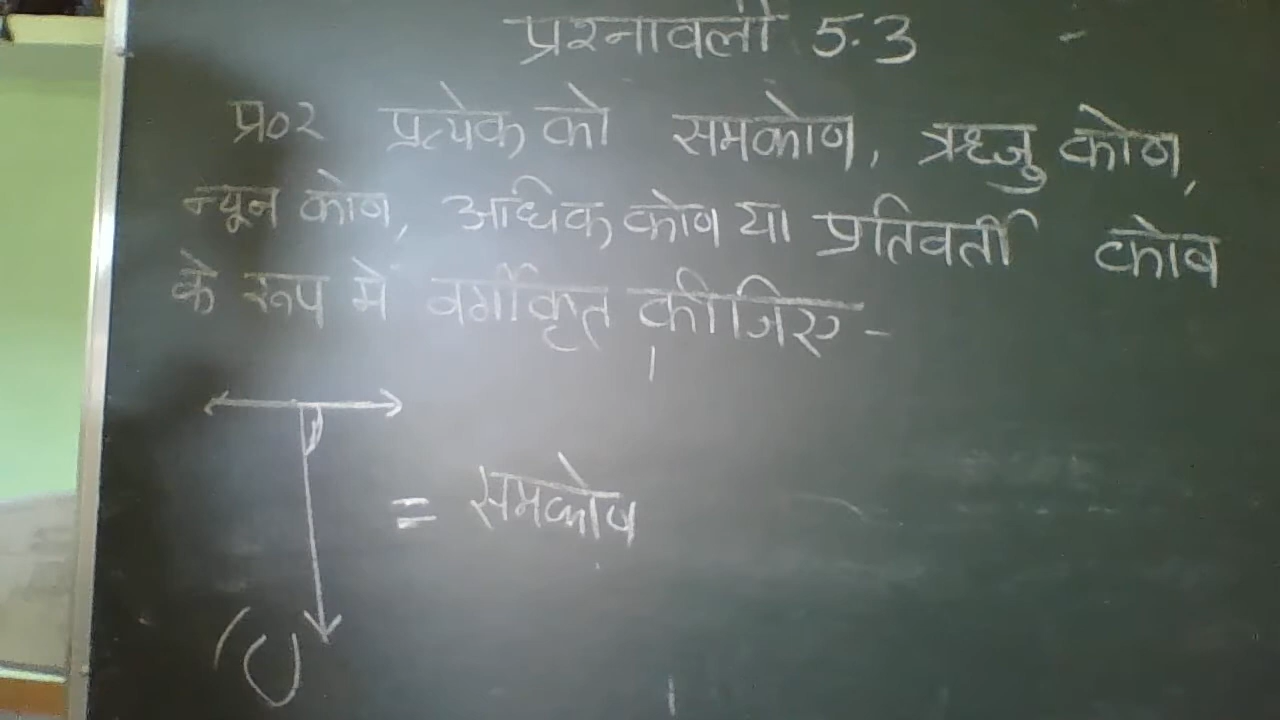 प्रश्नावली 5.3
प्र०२ प्रत्येक को समकोण, ऋजु कोण,
न्यून कोण, अधिक कोण या प्रतिवर्ती कोण
के रूप में वर्गीकृत कीजिए -
= समकोण